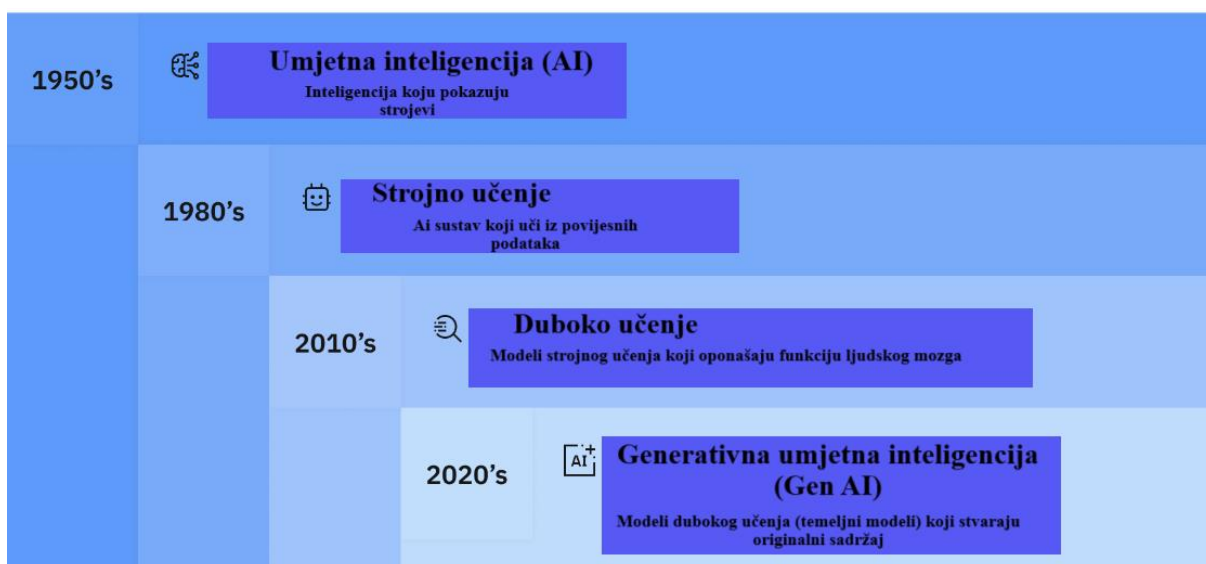 1950's
Umjetna inteligencija (AI)
Inteligencija koju pokazuju
strojevi
1980's
Strojno učenje
Ai sustav koji uči iz povijesnih
podataka
2010's
Duboko učenje
Modeli strojnog učenja koji oponašaju funkciju ljudskog mozga
2020's
AI
Generativna umjetna inteligencija
(Gen AI)
Modeli dubokog učenja (temeljni modeli) koji stvaraju
originalni sadržaj